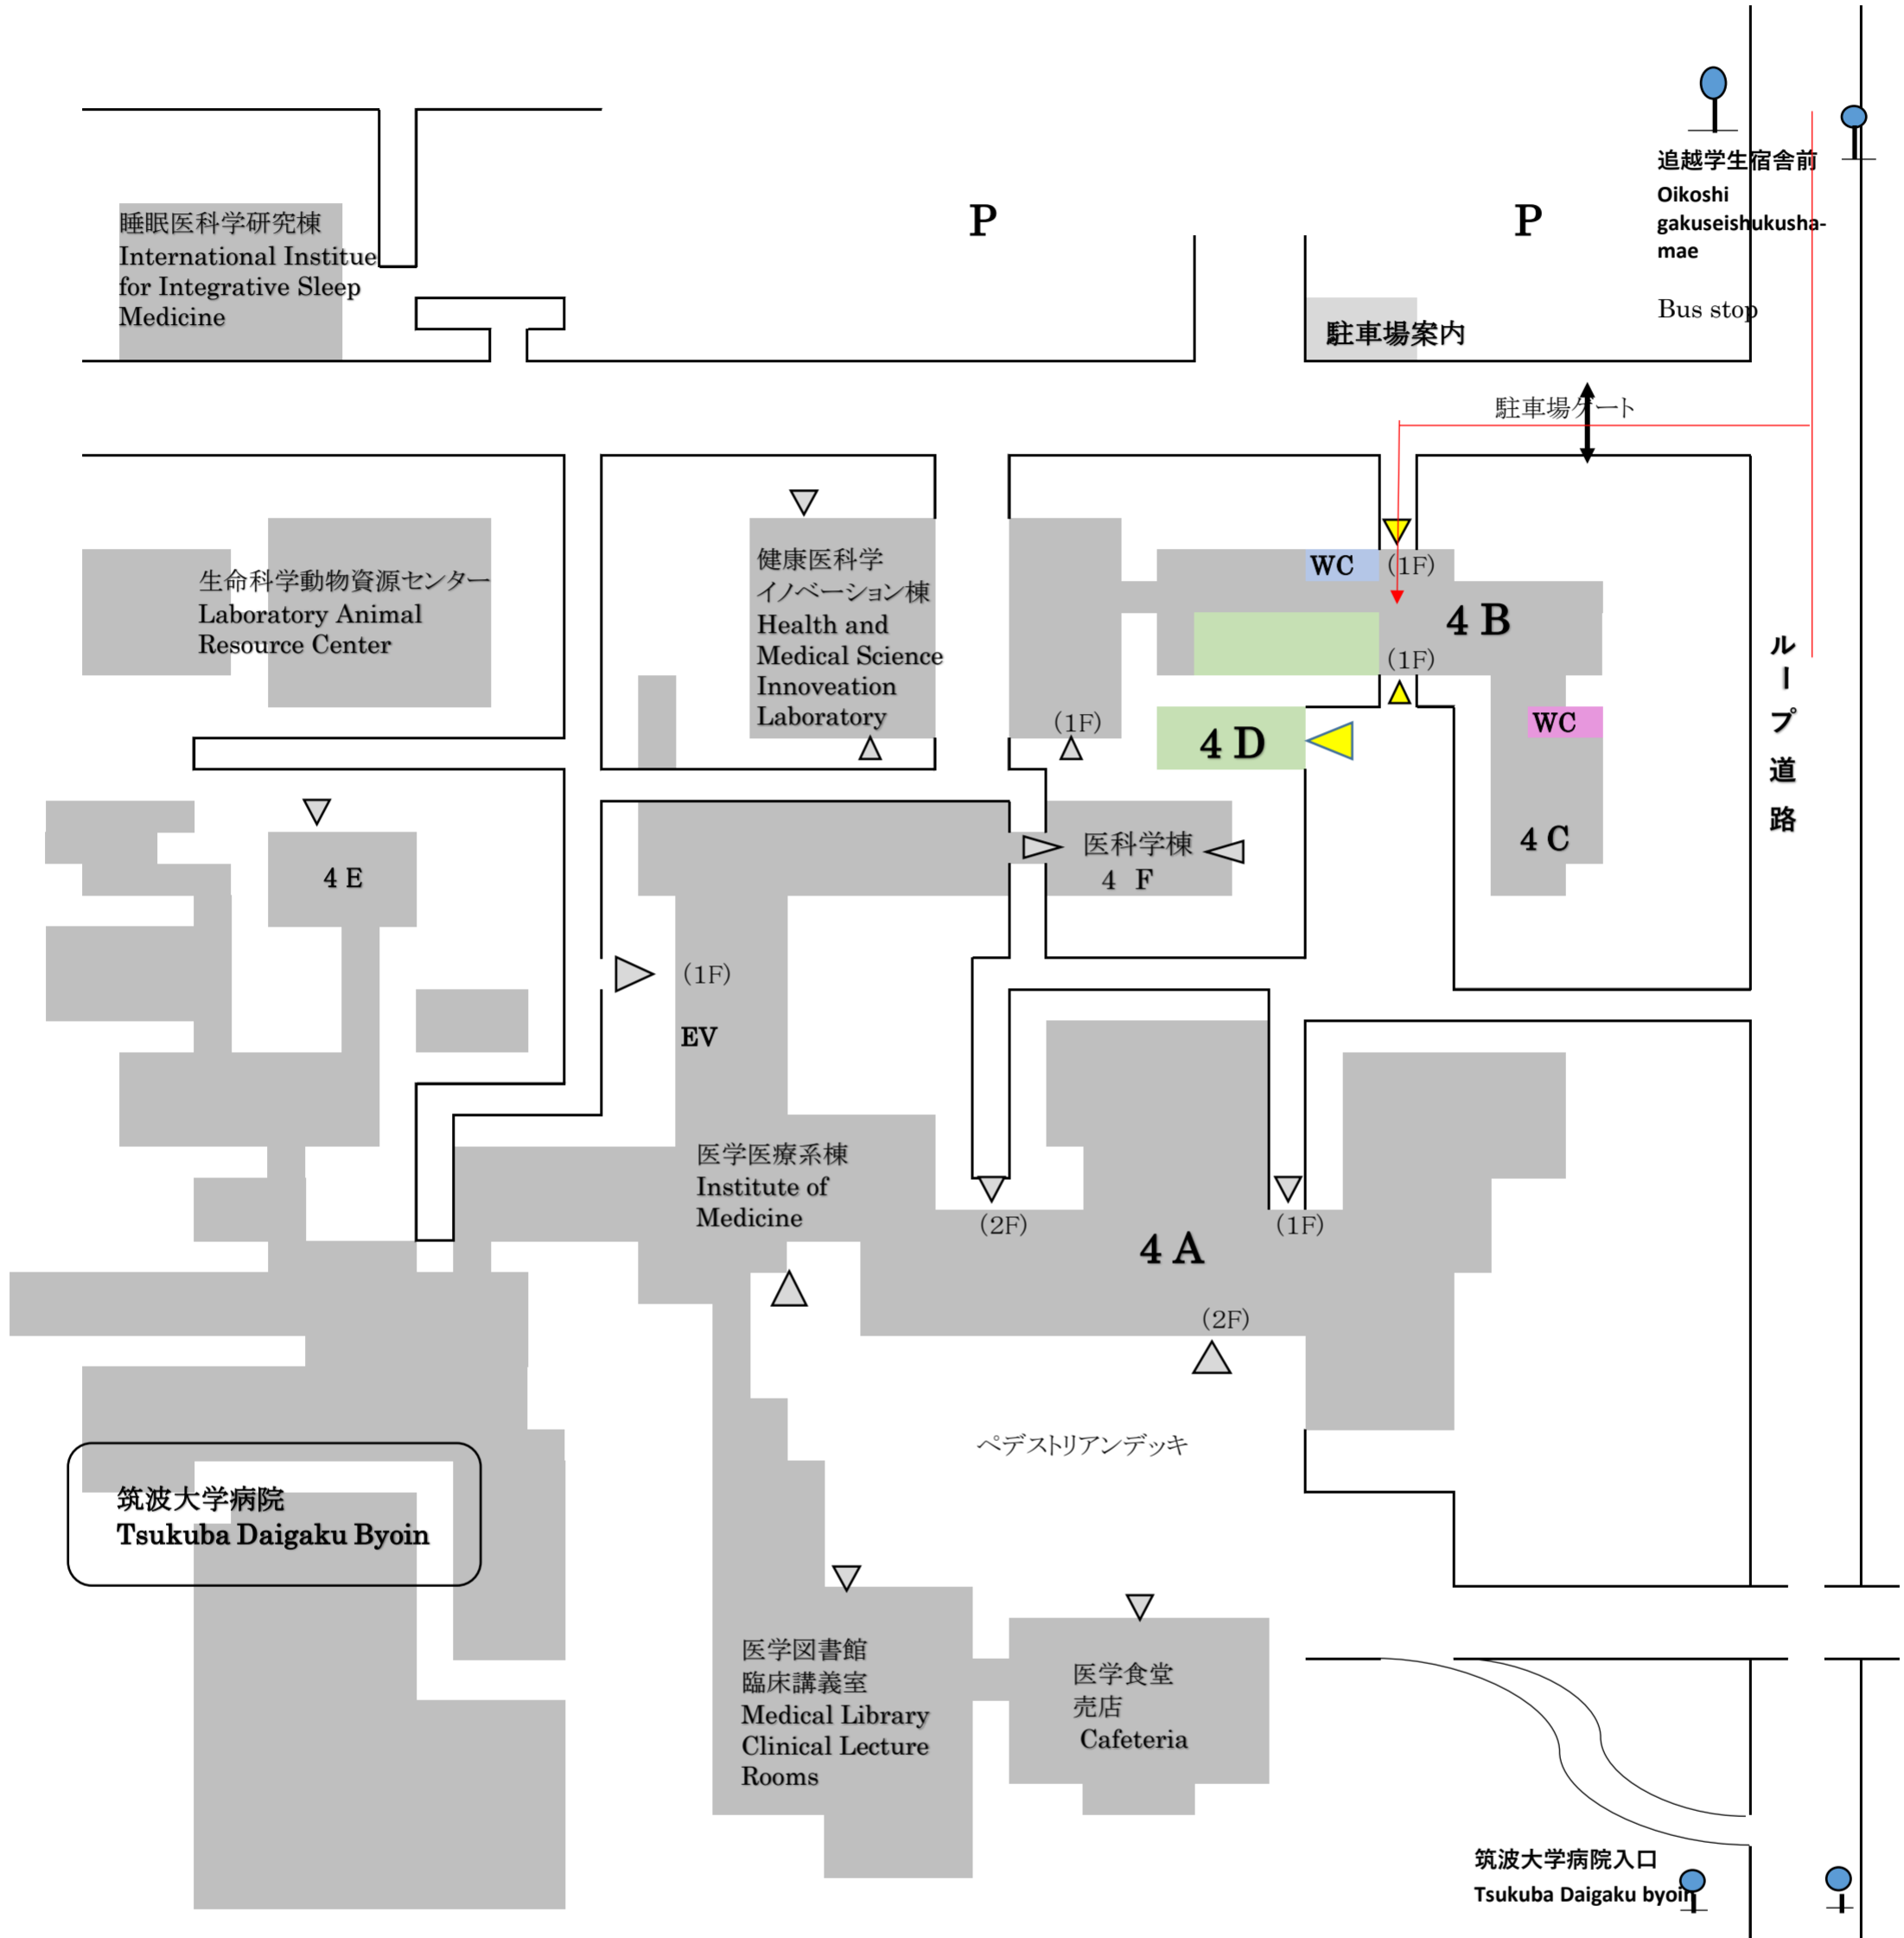 追越学生宿舎前
Oikoshi
gakuseishukusha-
mae
Bus stop
P
P
睡眠医科学研究棟
International Institue
for Integrative Sleep
Medicine
駐車場案内
駐車場ゲート
健康医科学
イノベーション棟
Health and
Medical Science
Innoveation
Laboratory
生命科学動物資源センター
Laboratory Animal
Resource Center
WC
(1F)
4 B
(1F)
ループ道路
(1F)
4 D
WC
4 C
医科学棟
4 F
4 E
(1F)
EV
医学医療系棟
Institute of
Medicine
(2F)
(1F)
4 A
(2F)
ペデストリアンデッキ
筑波大学病院
Tsukuba Daigaku Byoin
医学図書館
臨床講義室
Medical Library
Clinical Lecture
Rooms
医学食堂
売店
Cafeteria
筑波大学病院入口
Tsukuba Daigaku byoin